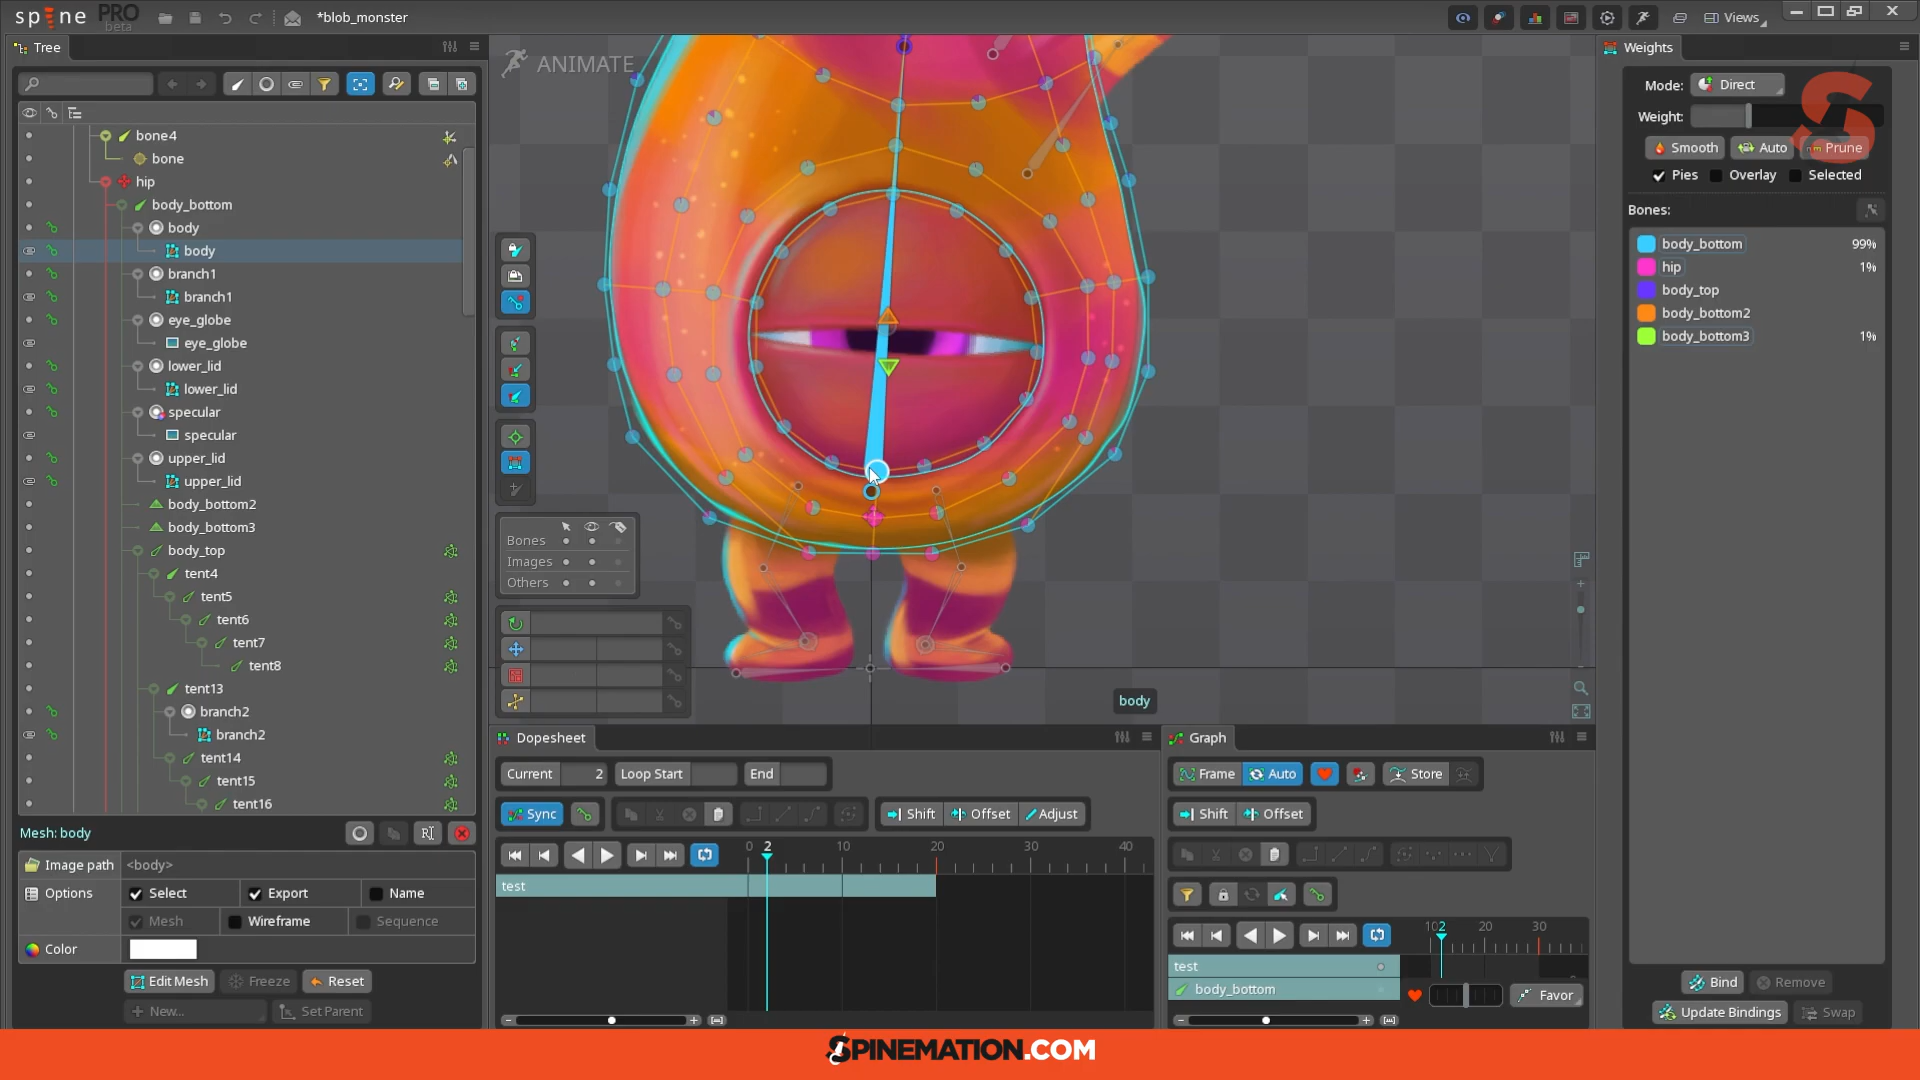 spine PRO beta
*blob_monster
Views
Tree
ANIMATE
Weights
bone4
bone
hip
body_bottom
body
body
branch1
branch1
eye_globe
eye_globe
lower_lid
lower_lid
specular
specular
upper_lid
upper_lid
body_bottom2
body_bottom3
body_top
tent4
tent5
tent6
tent7
tent8
tent13
branch2
branch2
tent14
tent15
tent16
Mesh: body
Image path <body>
Options Select Export Name
Mesh Wireframe Sequence
Color
Edit Mesh Freeze Reset
New... Set Parent
Bones
Images
Others
body
Mode: Direct
Weight:
Smooth Auto Prune
Pies Overlay Selected
Bones:
body_bottom 99%
hip 1%
body_top
body_bottom2
body_bottom3 1%
Bind Remove
Update Bindings Swap
Dopesheet
Current 2 Loop Start End
Sync Shift Offset Adjust
0 2 10 20 30 40
test
Graph
Frame Auto Store
Shift Offset
20 30
test
body_bottom
Favor
SPINEMATION.COM